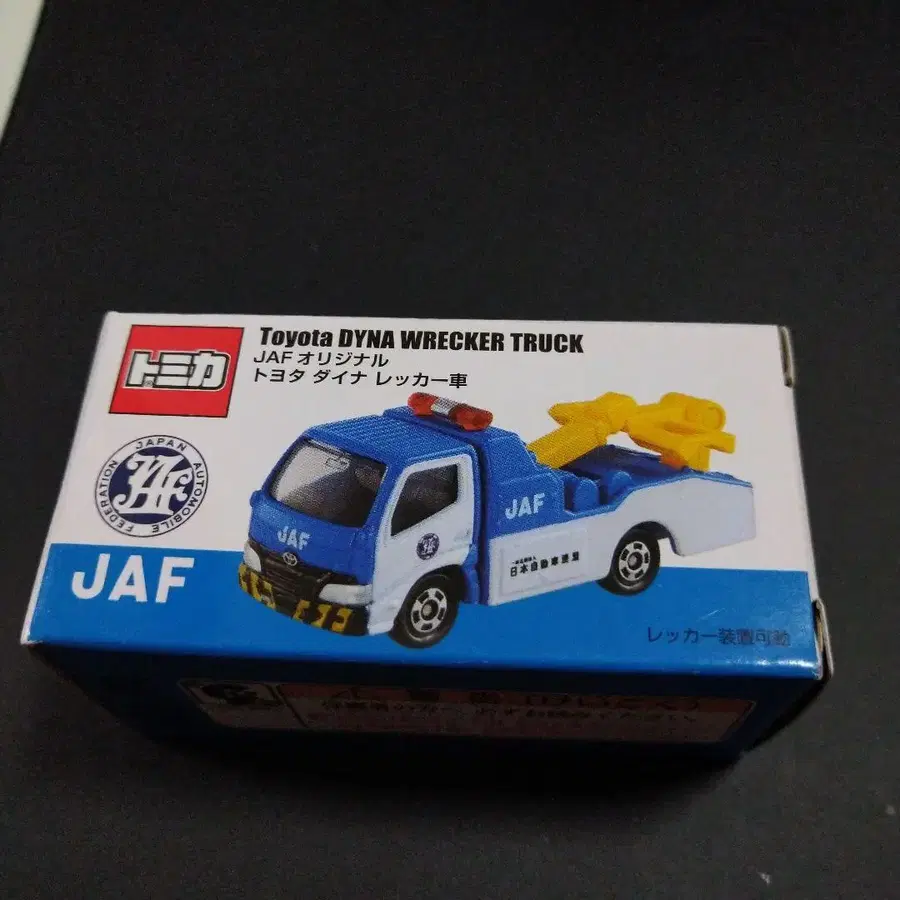 トミカ
Toyota DYNA WRECKER TRUCK
JAF オリジナル
トヨタ ダイナ レッカー車
JAPAN AUTOMOBILE FEDERATION
JAF
JAF
JAF
日本自動車連盟
JAF
レッカー装置可動